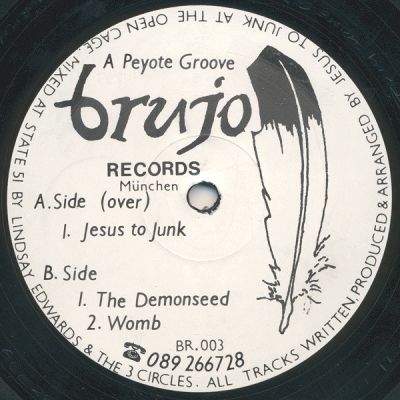 A Peyote Groove
brujo
RECORDS
München
A.Side (over)
1. Jesus to Junk
B. Side
1. The Demonseed
2. Womb
BR.003
☎ 089 266728
ALL TRACKS WRITTEN, PRODUCED & ARRANGED BY JESUS TO JUNK AT THE OPEN CAGE. MIXED AT STATE 51 BY LINDSAY EDWARDS & THE 3 CIRCLES.